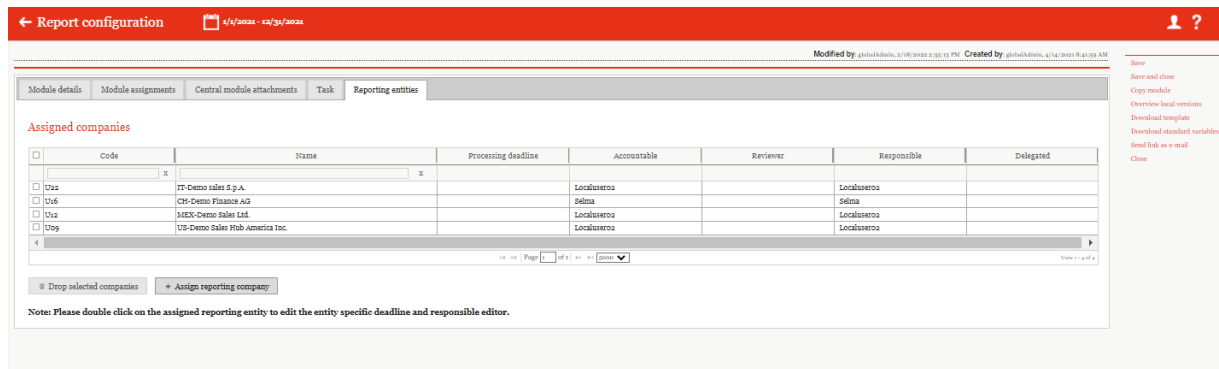 Report configuration
1/1/2021 - 12/31/2021
?
Modified by: globalAdmin, 2/18/2022 2:35:15 PM Created by: globalAdmin, 4/14/2021 8:41:59 AM
Save
Save and close
Copy module
Overview local versions
Download template
Download standard variables
Send link as e-mail
Close
Module details Module assignments Central module attachments Task Reporting entities
Assigned companies
Code Name Processing deadline Accountable Reviewer Responsible Delegated
x x
U22 IT-Demo sales S.p.A. Localuser02 Localuser02
U16 CH-Demo Finance AG Selma Selma
U12 MEX-Demo Sales Ltd. Localuser02 Localuser02
U09 US-Demo Sales Hub America Inc. Localuser02 Localuser02
Page 1 of 1 5000 View 1 - 4 of 4
Drop selected companies + Assign reporting company
Note: Please double click on the assigned reporting entity to edit the entity specific deadline and responsible editor.